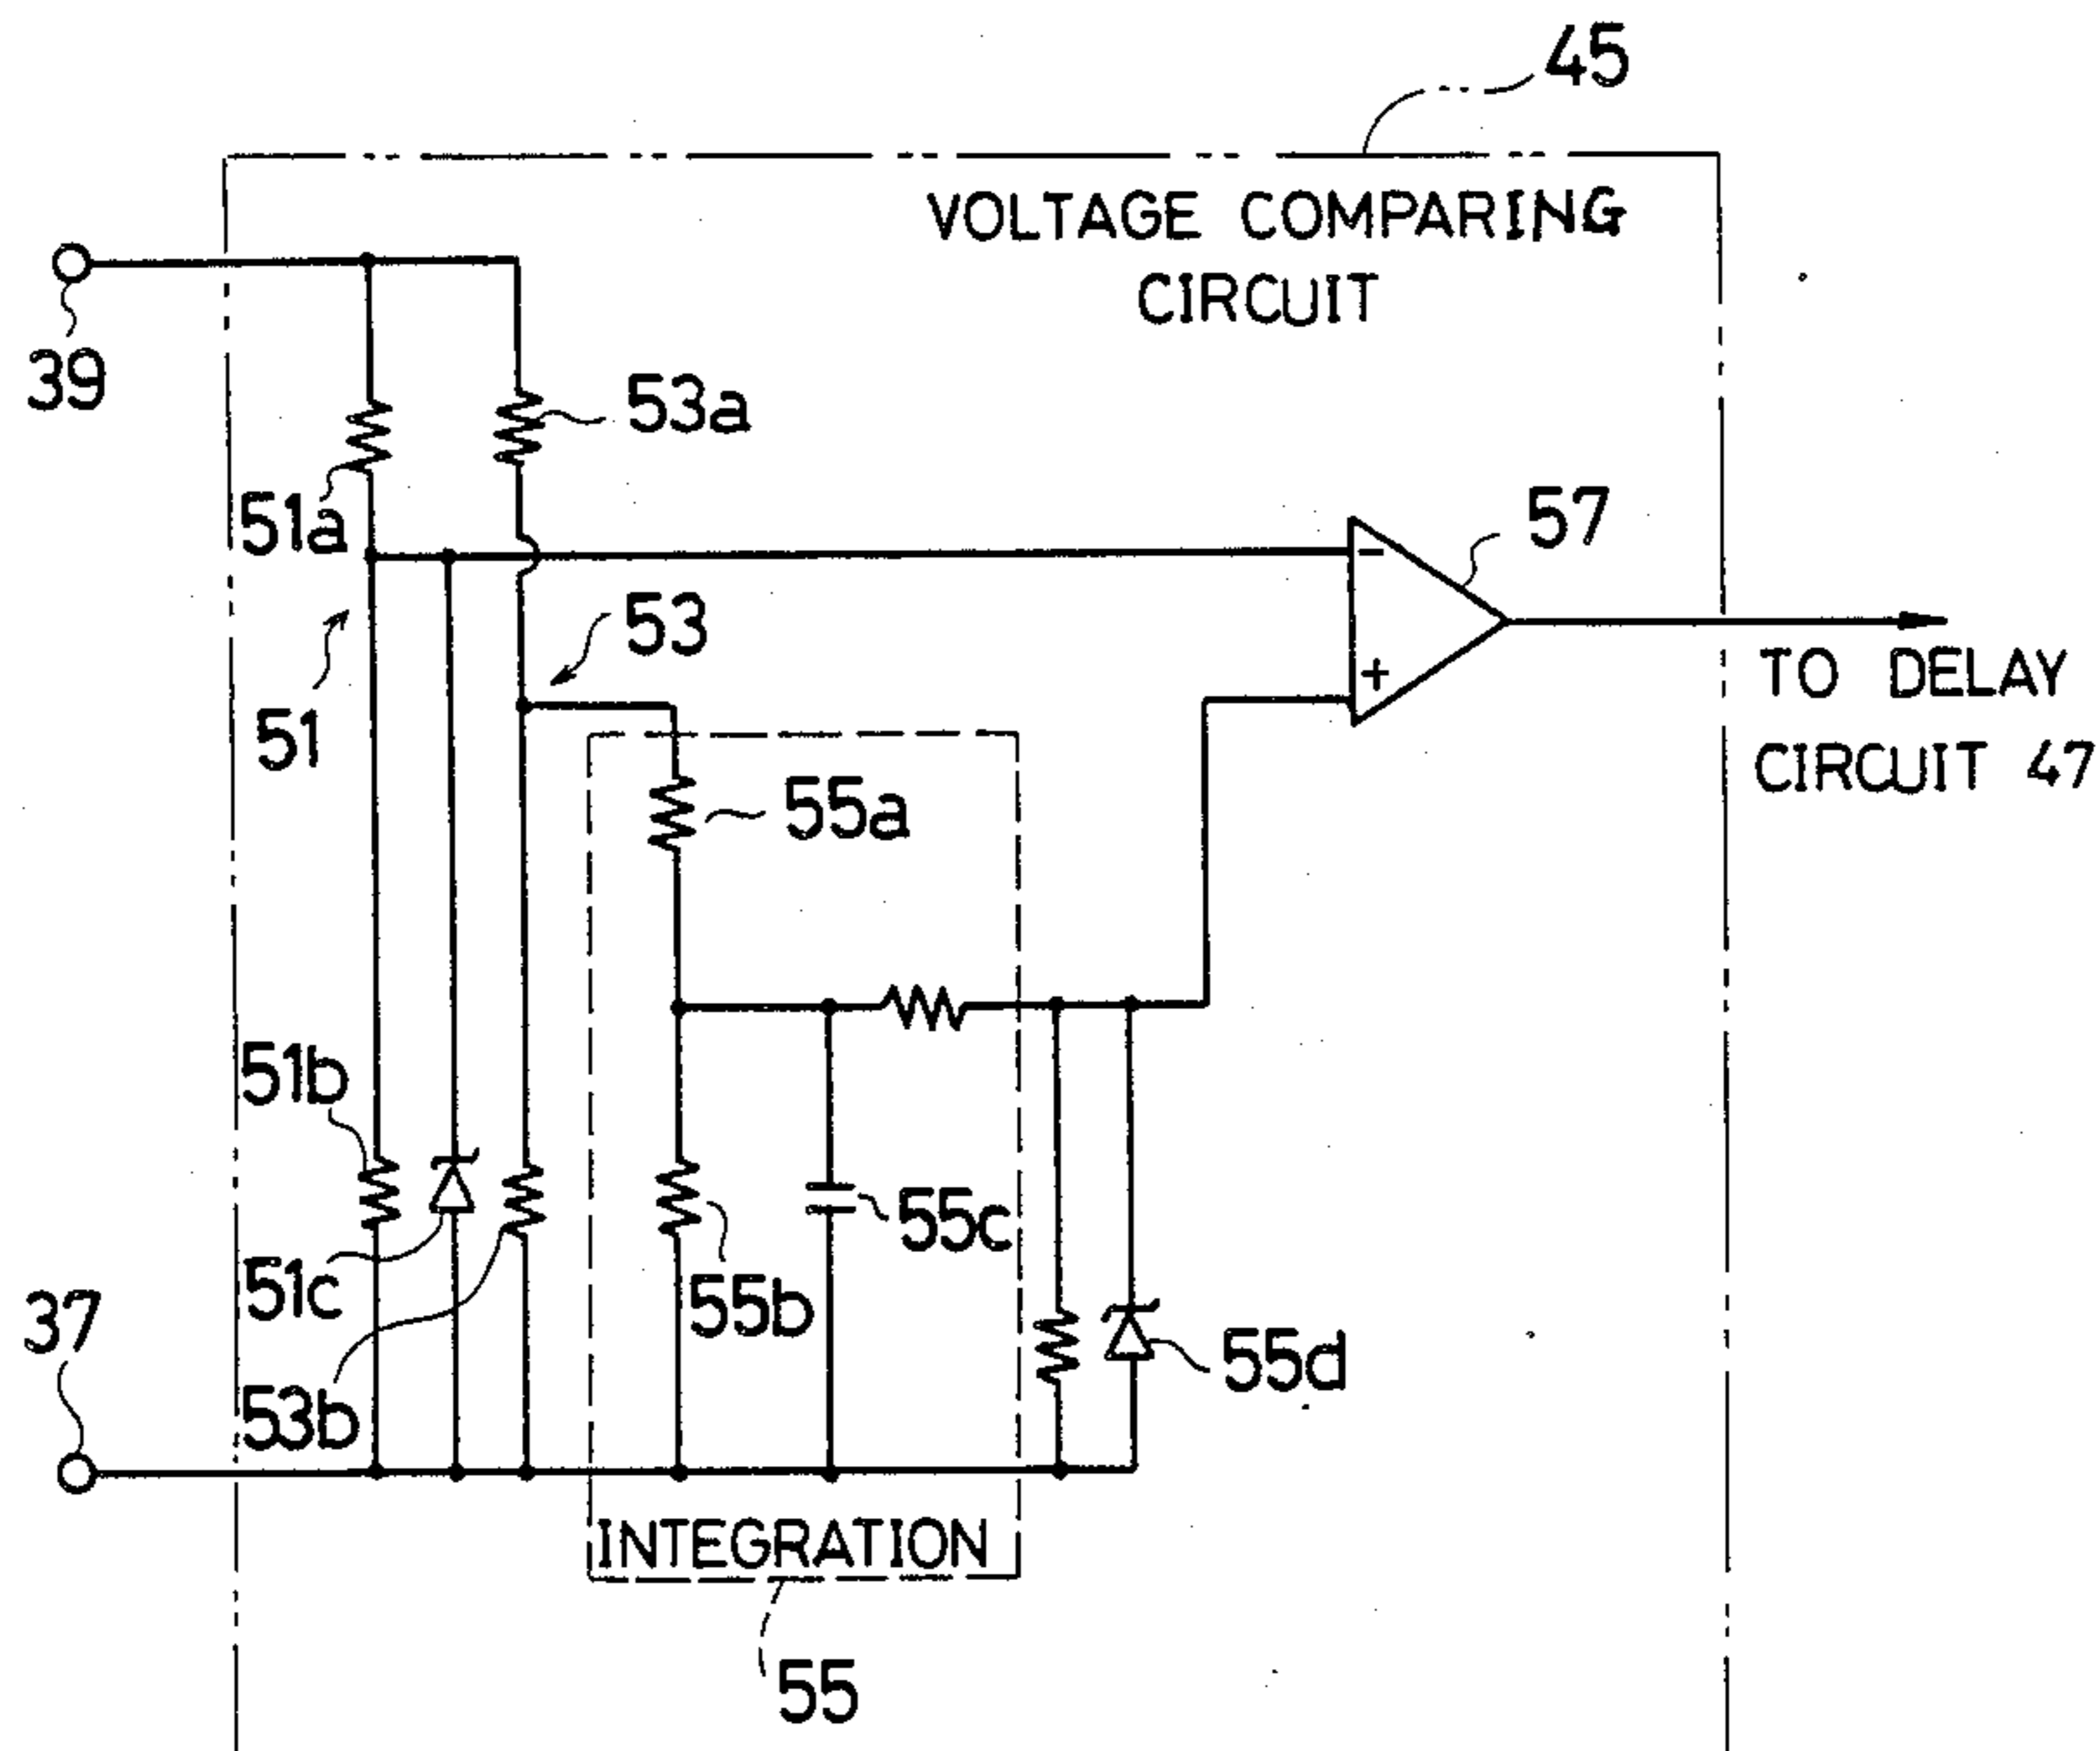 45
VOLTAGE COMPARING
CIRCUIT
39
53a
51a
57
-
53
+
51
TO DELAY
CIRCUIT 47
55a
51b
55c
51c
55b
37
55d
53b
INTEGRATION
55